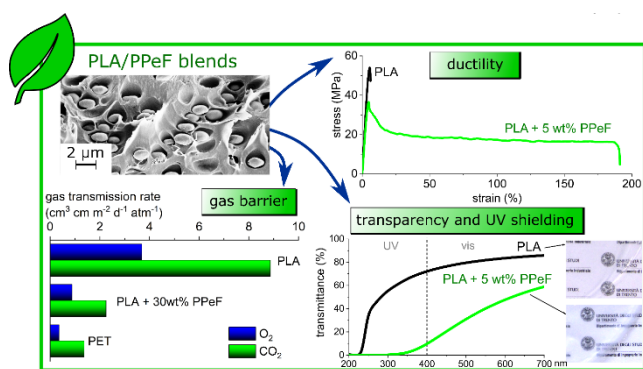 PLA/PPeF blends
2 μm
ductility
stress (MPa)
60
40
20
0
PLA
PLA + 5 wt% PPeF
0 50 100 150 200
strain (%)
gas transmission rate
(cm³ cm m⁻² d⁻¹ atm⁻¹)
gas barrier
0 2 4 6 8 10
PLA
PLA + 30wt% PPeF
PET
O₂
CO₂
transparency and UV shielding
transmittance (%)
100
80
60
40
20
0
UV vis
PLA
PLA + 5 wt% PPeF
200 300 400 500 600 700 nm